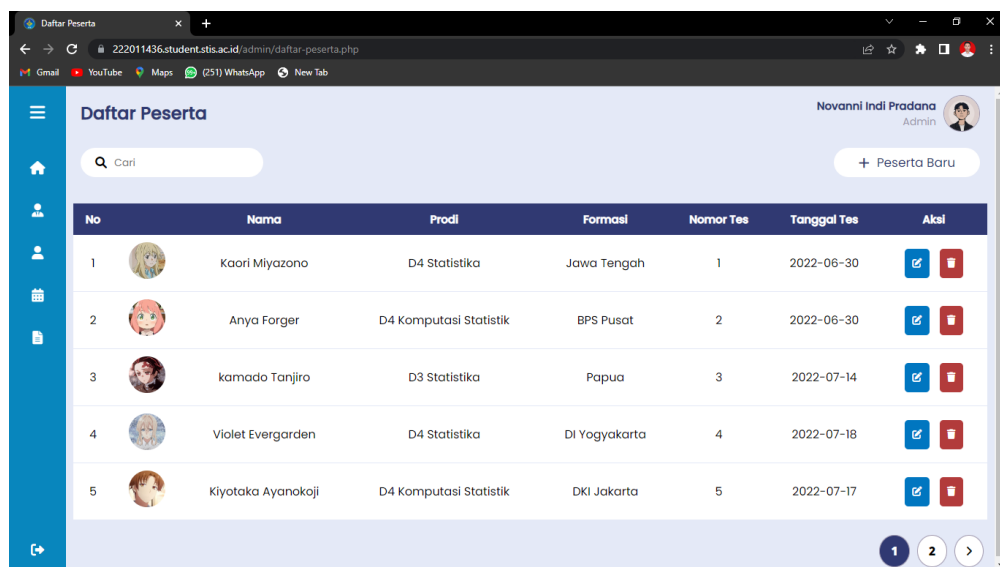 Daftar Peserta
222011436.student.stis.ac.id/admin/daftar-peserta.php
Gmail YouTube Maps (251) WhatsApp New Tab
Daftar Peserta
Novanni Indi Pradana
Admin
Cari
+ Peserta Baru
No Nama Prodi Formasi Nomor Tes Tanggal Tes Aksi
1 Kaori Miyazono D4 Statistika Jawa Tengah 1 2022-06-30
2 Anya Forger D4 Komputasi Statistik BPS Pusat 2 2022-06-30
3 kamado Tanjiro D3 Statistika Papua 3 2022-07-14
4 Violet Evergarden D4 Statistika DI Yogyakarta 4 2022-07-18
5 Kiyotaka Ayanokoji D4 Komputasi Statistik DKI Jakarta 5 2022-07-17
1 2 >